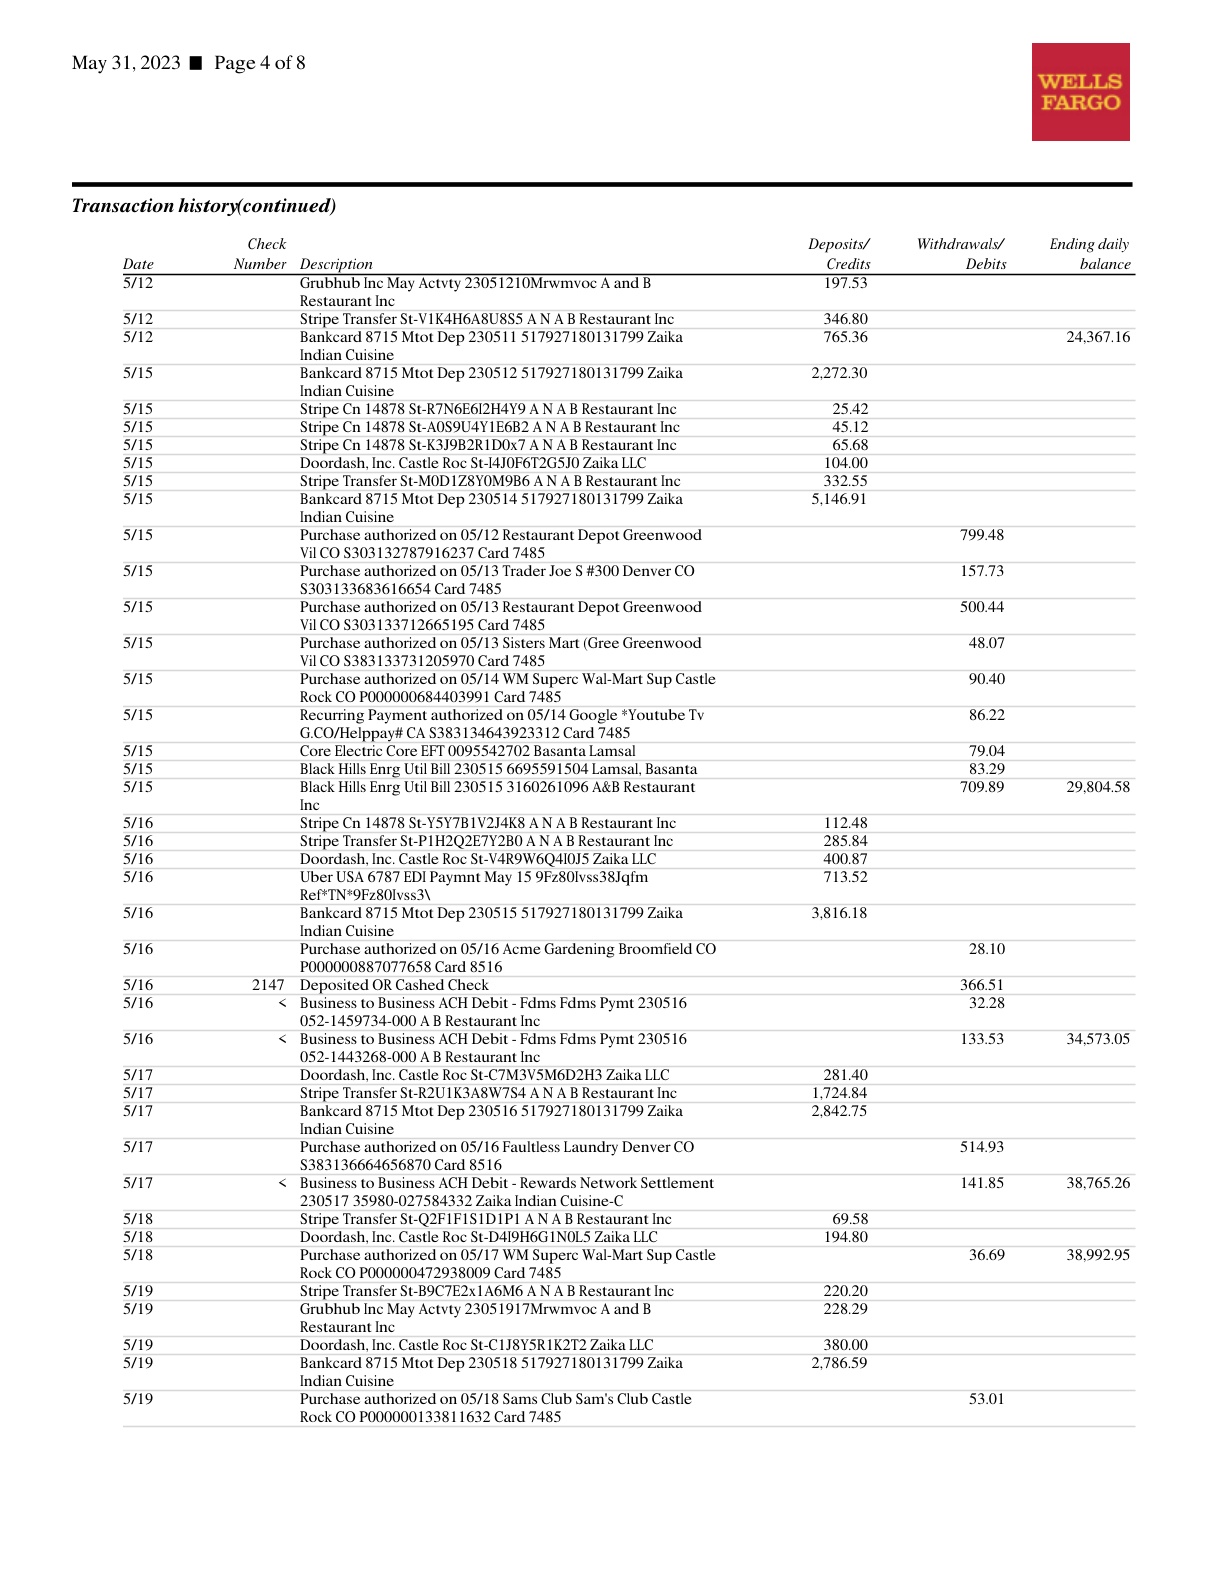 May 31, 2023 ■ Page 4 of 8
WELLS
FARGO
Transaction history(continued)
Check Deposits/ Withdrawals/ Ending daily
Date Number Description Credits Debits balance
5/12 Grubhub Inc May Actvty 23051210Mrwmvoc A and B 197.53
Restaurant Inc
5/12 Stripe Transfer St-V1K4H6A8U8S5 A N A B Restaurant Inc 346.80
5/12 Bankcard 8715 Mtot Dep 230511 517927180131799 Zaika 765.36 24,367.16
Indian Cuisine
5/15 Bankcard 8715 Mtot Dep 230512 517927180131799 Zaika 2,272.30
Indian Cuisine
5/15 Stripe Cn 14878 St-R7N6E6I2H4Y9 A N A B Restaurant Inc 25.42
5/15 Stripe Cn 14878 St-A0S9U4Y1E6B2 A N A B Restaurant Inc 45.12
5/15 Stripe Cn 14878 St-K3J9B2R1D0x7 A N A B Restaurant Inc 65.68
5/15 Doordash, Inc. Castle Roc St-I4J0F6T2G5J0 Zaika LLC 104.00
5/15 Stripe Transfer St-M0D1Z8Y0M9B6 A N A B Restaurant Inc 332.55
5/15 Bankcard 8715 Mtot Dep 230514 517927180131799 Zaika 5,146.91
Indian Cuisine
5/15 Purchase authorized on 05/12 Restaurant Depot Greenwood 799.48
Vil CO S303132787916237 Card 7485
5/15 Purchase authorized on 05/13 Trader Joe S #300 Denver CO 157.73
S303133683616654 Card 7485
5/15 Purchase authorized on 05/13 Restaurant Depot Greenwood 500.44
Vil CO S303133712665195 Card 7485
5/15 Purchase authorized on 05/13 Sisters Mart (Gree Greenwood 48.07
Vil CO S383133731205970 Card 7485
5/15 Purchase authorized on 05/14 WM Superc Wal-Mart Sup Castle 90.40
Rock CO P000000684403991 Card 7485
5/15 Recurring Payment authorized on 05/14 Google *Youtube Tv 86.22
G.CO/Helppay# CA S383134643923312 Card 7485
5/15 Core Electric Core EFT 0095542702 Basanta Lamsal 79.04
5/15 Black Hills Enrg Util Bill 230515 6695591504 Lamsal, Basanta 83.29
5/15 Black Hills Enrg Util Bill 230515 3160261096 A&B Restaurant 709.89 29,804.58
Inc
5/16 Stripe Cn 14878 St-Y5Y7B1V2J4K8 A N A B Restaurant Inc 112.48
5/16 Stripe Transfer St-P1H2Q2E7Y2B0 A N A B Restaurant Inc 285.84
5/16 Doordash, Inc. Castle Roc St-V4R9W6Q4I0J5 Zaika LLC 400.87
5/16 Uber USA 6787 EDI Paymnt May 15 9Fz80Ivss38Jqfm 713.52
Ref*TN*9Fz80Ivss3\
5/16 Bankcard 8715 Mtot Dep 230515 517927180131799 Zaika 3,816.18
Indian Cuisine
5/16 Purchase authorized on 05/16 Acme Gardening Broomfield CO 28.10
P000000887077658 Card 8516
5/16 2147 Deposited OR Cashed Check 366.51
5/16 < Business to Business ACH Debit - Fdms Fdms Pymt 230516 32.28
052-1459734-000 A B Restaurant Inc
5/16 < Business to Business ACH Debit - Fdms Fdms Pymt 230516 133.53 34,573.05
052-1443268-000 A B Restaurant Inc
5/17 Doordash, Inc. Castle Roc St-C7M3V5M6D2H3 Zaika LLC 281.40
5/17 Stripe Transfer St-R2U1K3A8W7S4 A N A B Restaurant Inc 1,724.84
5/17 Bankcard 8715 Mtot Dep 230516 517927180131799 Zaika 2,842.75
Indian Cuisine
5/17 Purchase authorized on 05/16 Faultless Laundry Denver CO 514.93
S383136664656870 Card 8516
5/17 < Business to Business ACH Debit - Rewards Network Settlement 141.85 38,765.26
230517 35980-027584332 Zaika Indian Cuisine-C
5/18 Stripe Transfer St-Q2F1F1S1D1P1 A N A B Restaurant Inc 69.58
5/18 Doordash, Inc. Castle Roc St-D4I9H6G1N0L5 Zaika LLC 194.80
5/18 Purchase authorized on 05/17 WM Superc Wal-Mart Sup Castle 36.69 38,992.95
Rock CO P000000472938009 Card 7485
5/19 Stripe Transfer St-B9C7E2x1A6M6 A N A B Restaurant Inc 220.20
5/19 Grubhub Inc May Actvty 23051917Mrwmvoc A and B 228.29
Restaurant Inc
5/19 Doordash, Inc. Castle Roc St-C1J8Y5R1K2T2 Zaika LLC 380.00
5/19 Bankcard 8715 Mtot Dep 230518 517927180131799 Zaika 2,786.59
Indian Cuisine
5/19 Purchase authorized on 05/18 Sams Club Sam's Club Castle 53.01
Rock CO P000000133811632 Card 7485